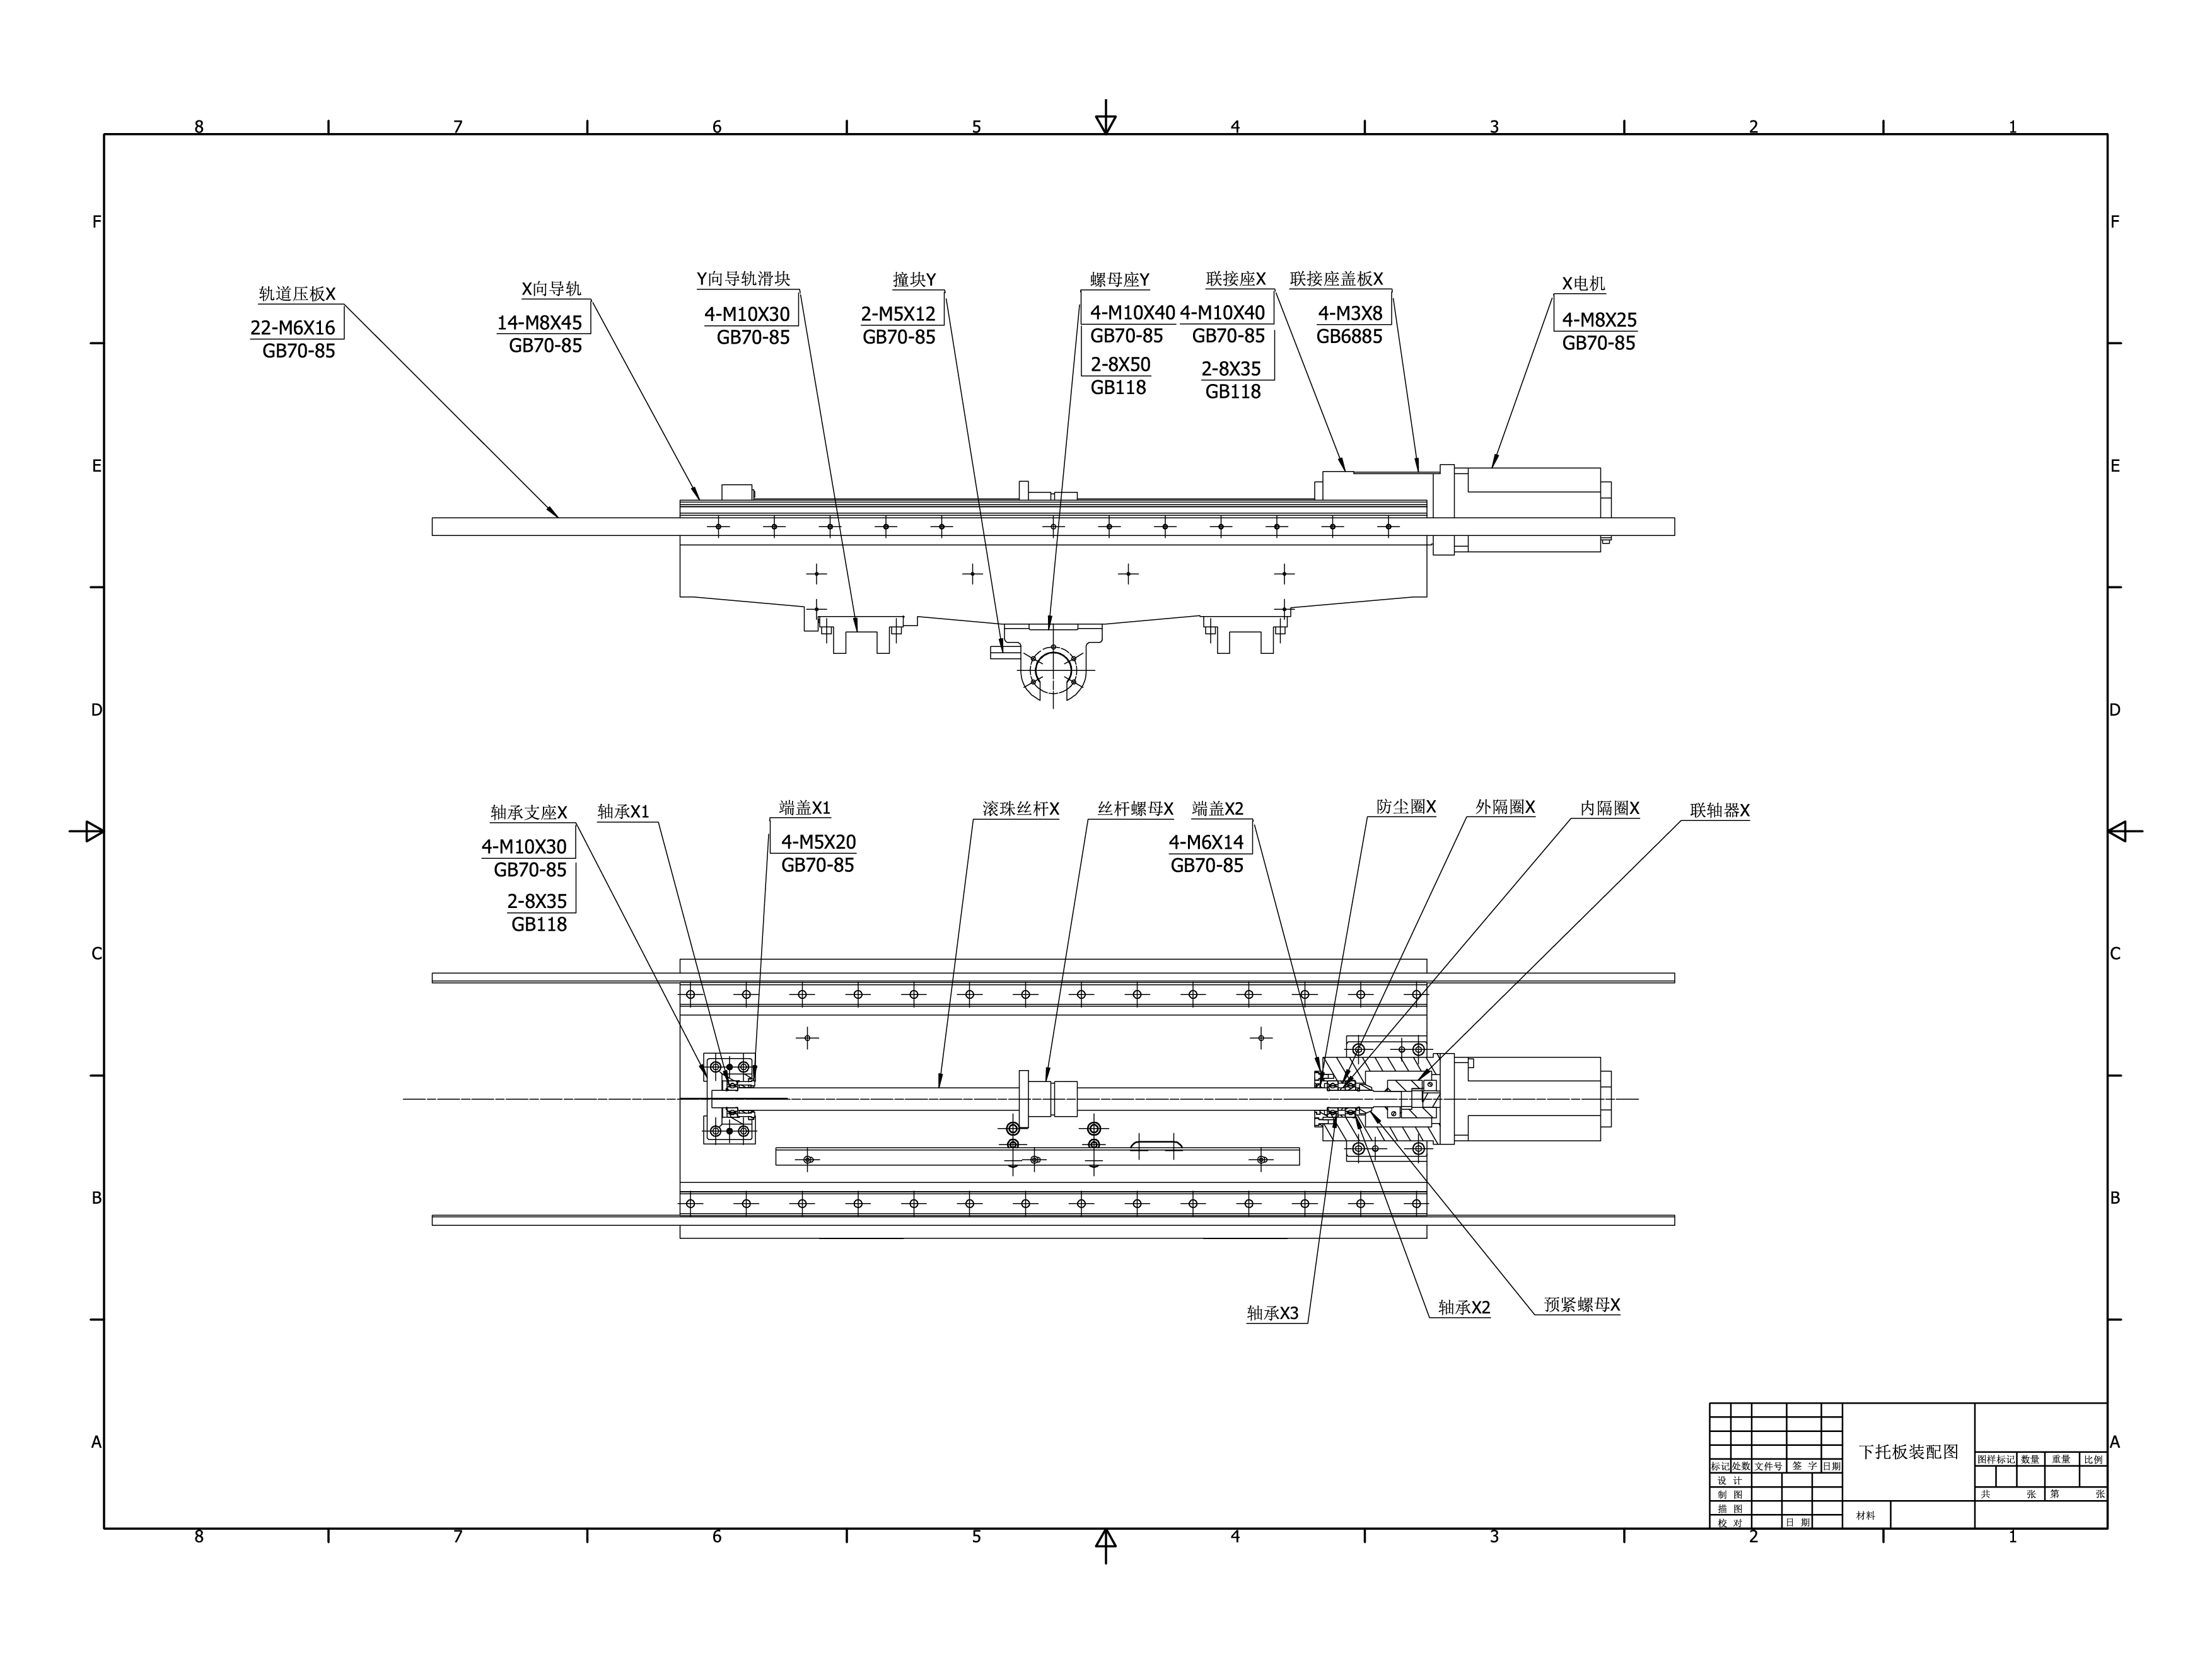 8 7 6 5 4 3 2 1
F F
轨道压板X
22-M6X16
GB70-85
X向导轨
14-M8X45
GB70-85
Y向导轨滑块
4-M10X30
GB70-85
撞块Y
2-M5X12
GB70-85
螺母座Y
4-M10X40
GB70-85
2-8X50
GB118
联接座X
4-M10X40
GB70-85
2-8X35
GB118
联接座盖板X
4-M3X8
GB6885
X电机
4-M8X25
GB70-85
E E
D D
轴承支座X
4-M10X30
GB70-85
2-8X35
GB118
轴承X1
端盖X1
4-M5X20
GB70-85
滚珠丝杆X
丝杆螺母X
端盖X2
4-M6X14
GB70-85
防尘圈X
外隔圈X
内隔圈X
联轴器X
C C
B B
轴承X3
轴承X2
预紧螺母X
A A
标记 处数 文件号 签 字 日期
设 计
制 图
描 图
校 对 日 期
下托板装配图
材料
图样标记 数量 重量 比例
共 张 第 张
8 7 6 5 4 3 2 1